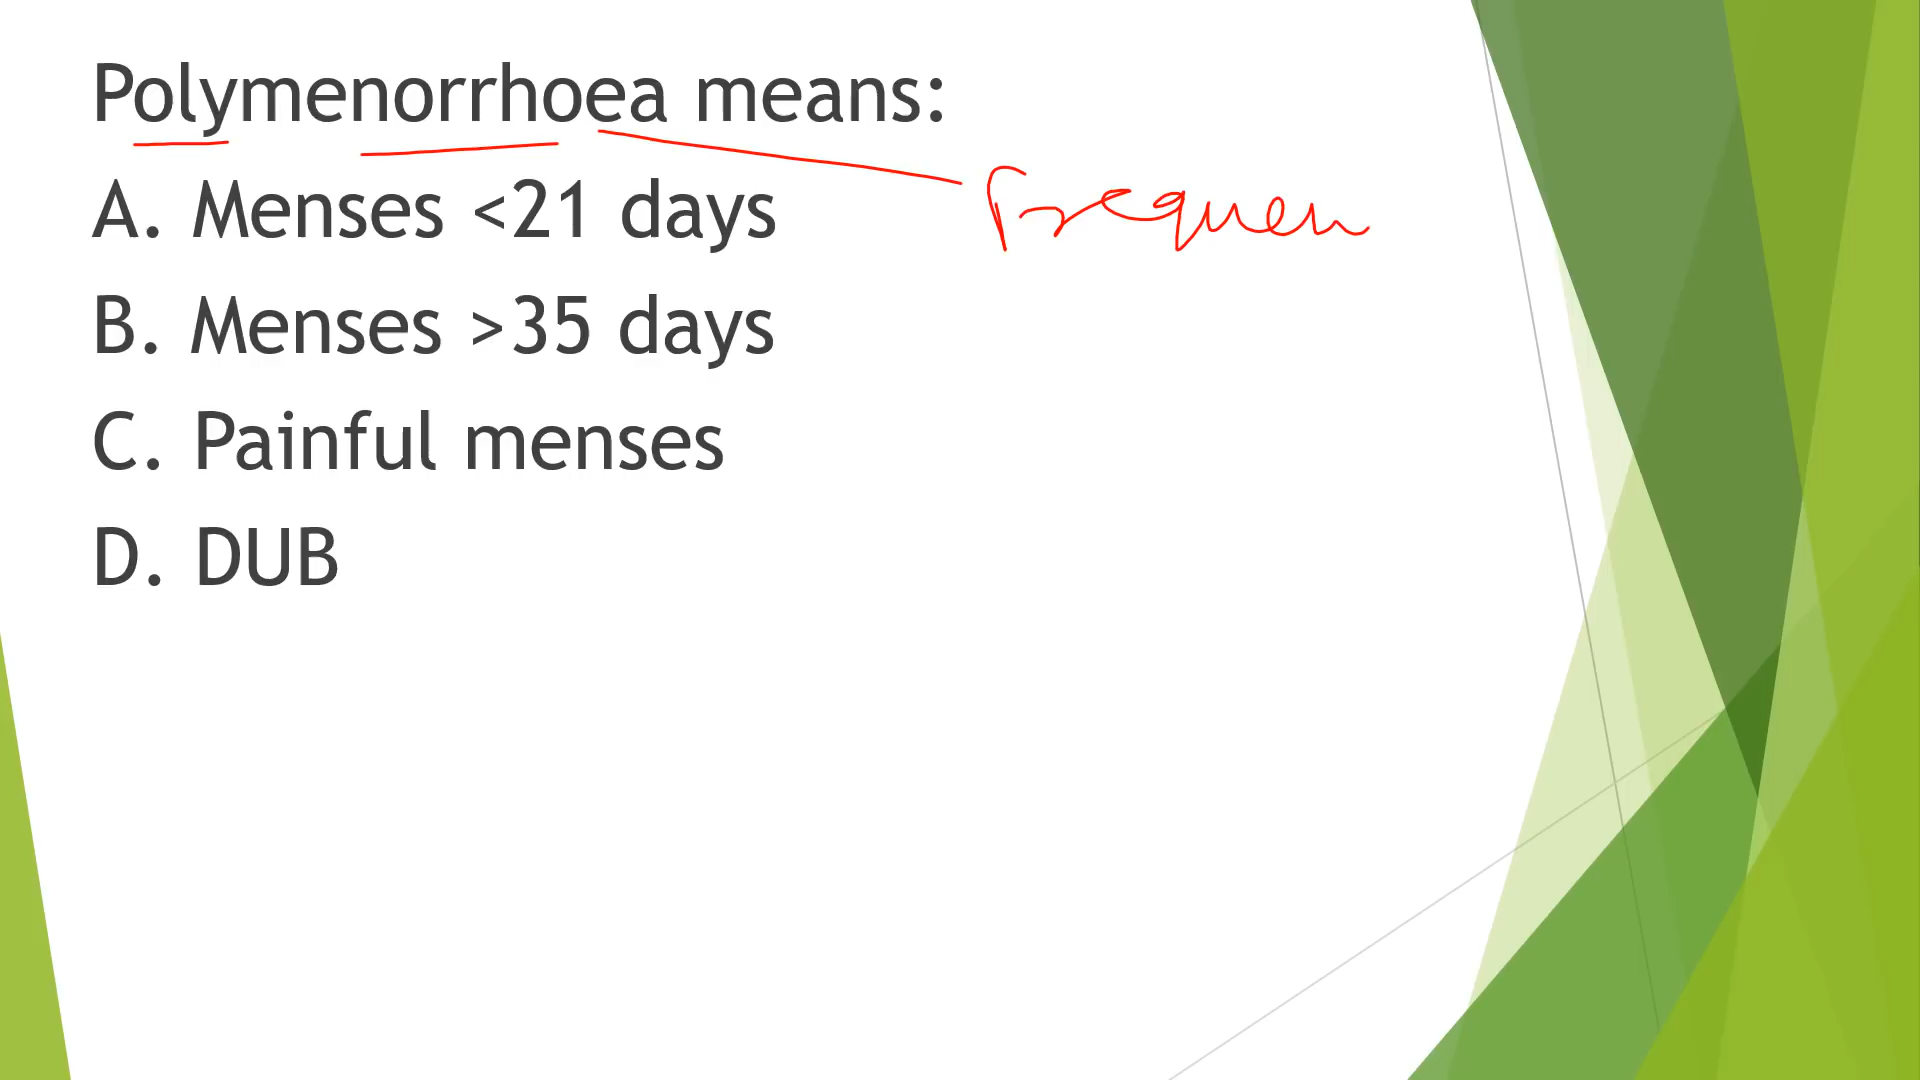 Polymenorrhoea means:
Frequen
A. Menses <21 days
B. Menses >35 days
C. Painful menses
D. DUB